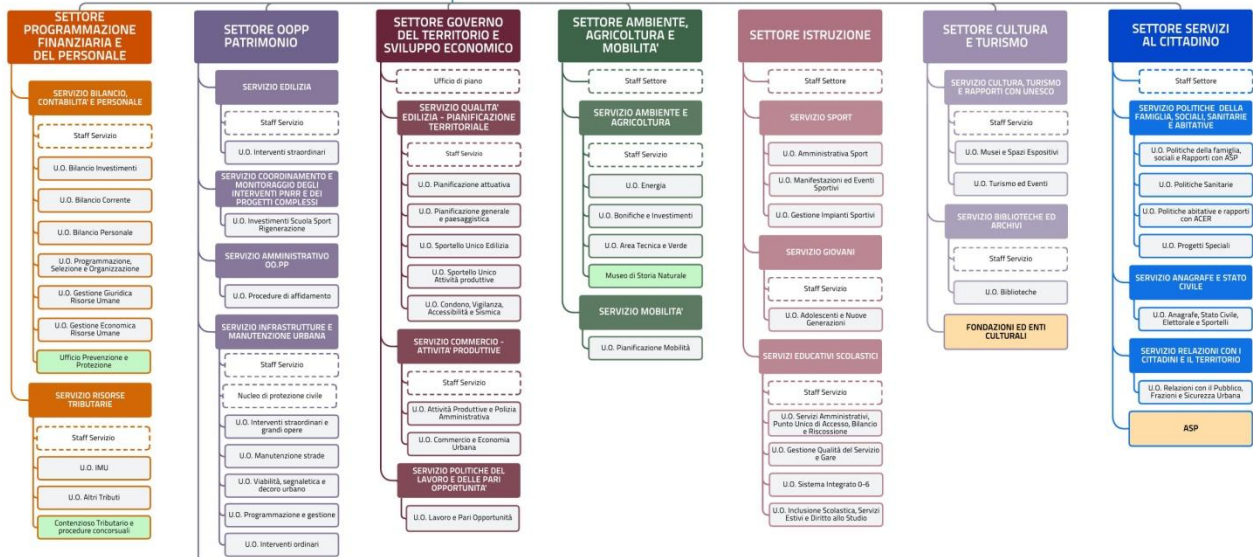 SETTORE
PROGRAMMAZIONE
FINANZIARIA E
DEL PERSONALE
SERVIZIO BILANCIO,
CONTABILITA' E PERSONALE
Staff Servizio
U.O. Bilancio Investimenti
U.O. Bilancio Corrente
U.O. Bilancio Personale
U.O. Programmazione,
Selezione e Organizzazione
U.O. Gestione Giuridica
Risorse Umane
U.O. Gestione Economica
Risorse Umane
Ufficio Prevenzione e
Protezione
SERVIZIO RISORSE
TRIBUTARIE
Staff Servizio
U.O. IMU
U.O. Altri Tributi
Contenzioso Tributario e
procedure concorsuali
SETTORE OOPP
PATRIMONIO
SERVIZIO EDILIZIA
Staff Servizio
U.O. Interventi straordinari
SERVIZIO COORDINAMENTO E
MONITORAGGIO DEGLI
INTERVENTI PNRR E DEI
PROGETTI COMPLESSI
U.O. Investimenti Scuola Sport
Rigenerazione
SERVIZIO AMMINISTRATIVO
OO.PP
U.O. Procedure di affidamento
SERVIZIO INFRASTRUTTURE E
MANUTENZIONE URBANA
Staff Servizio
Nucleo di protezione civile
U.O. Interventi straordinari e
grandi opere
U.O. Manutenzione strade
U.O. Viabilità, segnaletica e
decoro urbano
U.O. Programmazione e gestione
U.O. Interventi ordinari
SETTORE GOVERNO
DEL TERRITORIO E
SVILUPPO ECONOMICO
Ufficio di piano
SERVIZIO QUALITA'
EDILIZIA - PIANIFICAZIONE
TERRITORIALE
Staff Servizio
U.O. Pianificazione attuativa
U.O. Pianificazione generale
e paesaggistica
U.O. Sportello Unico Edilizia
U.O. Sportello Unico
Attività produttive
U.O. Condono, Vigilanza,
Accessibilità e Sismica
SERVIZIO COMMERCIO -
ATTIVITA' PRODUTTIVE
Staff Servizio
U.O. Attività Produttive e Polizia
Amministrativa
U.O. Commercio e Economia
Urbana
SERVIZIO POLITICHE DEL
LAVORO E DELLE PARI
OPPORTUNITA'
U.O. Lavoro e Pari Opportunità
SETTORE AMBIENTE,
AGRICOLTURA E
MOBILITA'
Staff Settore
SERVIZIO AMBIENTE E
AGRICOLTURA
Staff Servizio
U.O. Energia
U.O. Bonifiche e Investimenti
U.O. Area Tecnica e Verde
Museo di Storia Naturale
SERVIZIO MOBILITA'
U.O. Pianificazione Mobilità
SETTORE ISTRUZIONE
Staff Settore
SERVIZIO SPORT
U.O. Amministrativa Sport
U.O. Manifestazioni ed Eventi
Sportivi
U.O. Gestione Impianti Sportivi
SERVIZIO GIOVANI
Staff Servizio
U.O. Adolescenti e Nuove
Generazioni
SERVIZI EDUCATIVI SCOLASTICI
Staff Servizio
U.O. Servizi Amministrativi,
Punto Unico di Accesso, Bilancio
e Riscossione
U.O. Gestione Qualità del Servizio
e Gare
U.O. Sistema Integrato 0-6
U.O. Inclusione Scolastica, Servizi
Estivi e Diritto allo Studio
SETTORE CULTURA
E TURISMO
SERVIZIO CULTURA, TURISMO
E RAPPORTI CON UNESCO
Staff Servizio
U.O. Musei e Spazi Espositivi
U.O. Turismo ed Eventi
SERVIZIO BIBLIOTECHE ED
ARCHIVI
Staff Servizio
U.O. Biblioteche
FONDAZIONI ED ENTI
CULTURALI
SETTORE SERVIZI
AL CITTADINO
Staff Settore
SERVIZIO POLITICHE DELLA
FAMIGLIA, SOCIALI, SANITARIE
E ABITATIVE
U.O. Politiche della famiglia,
sociali e Rapporti con ASP
U.O. Politiche Sanitarie
U.O. Politiche abitative e rapporti
con ACER
U.O. Progetti Speciali
SERVIZIO ANAGRAFE E STATO
CIVILE
U.O. Anagrafe, Stato Civile,
Elettorale e Sportelli
SERVIZIO RELAZIONI CON I
CITTADINI E IL TERRITORIO
U.O. Relazioni con il Pubblico,
Frazioni e Sicurezza Urbana
ASP